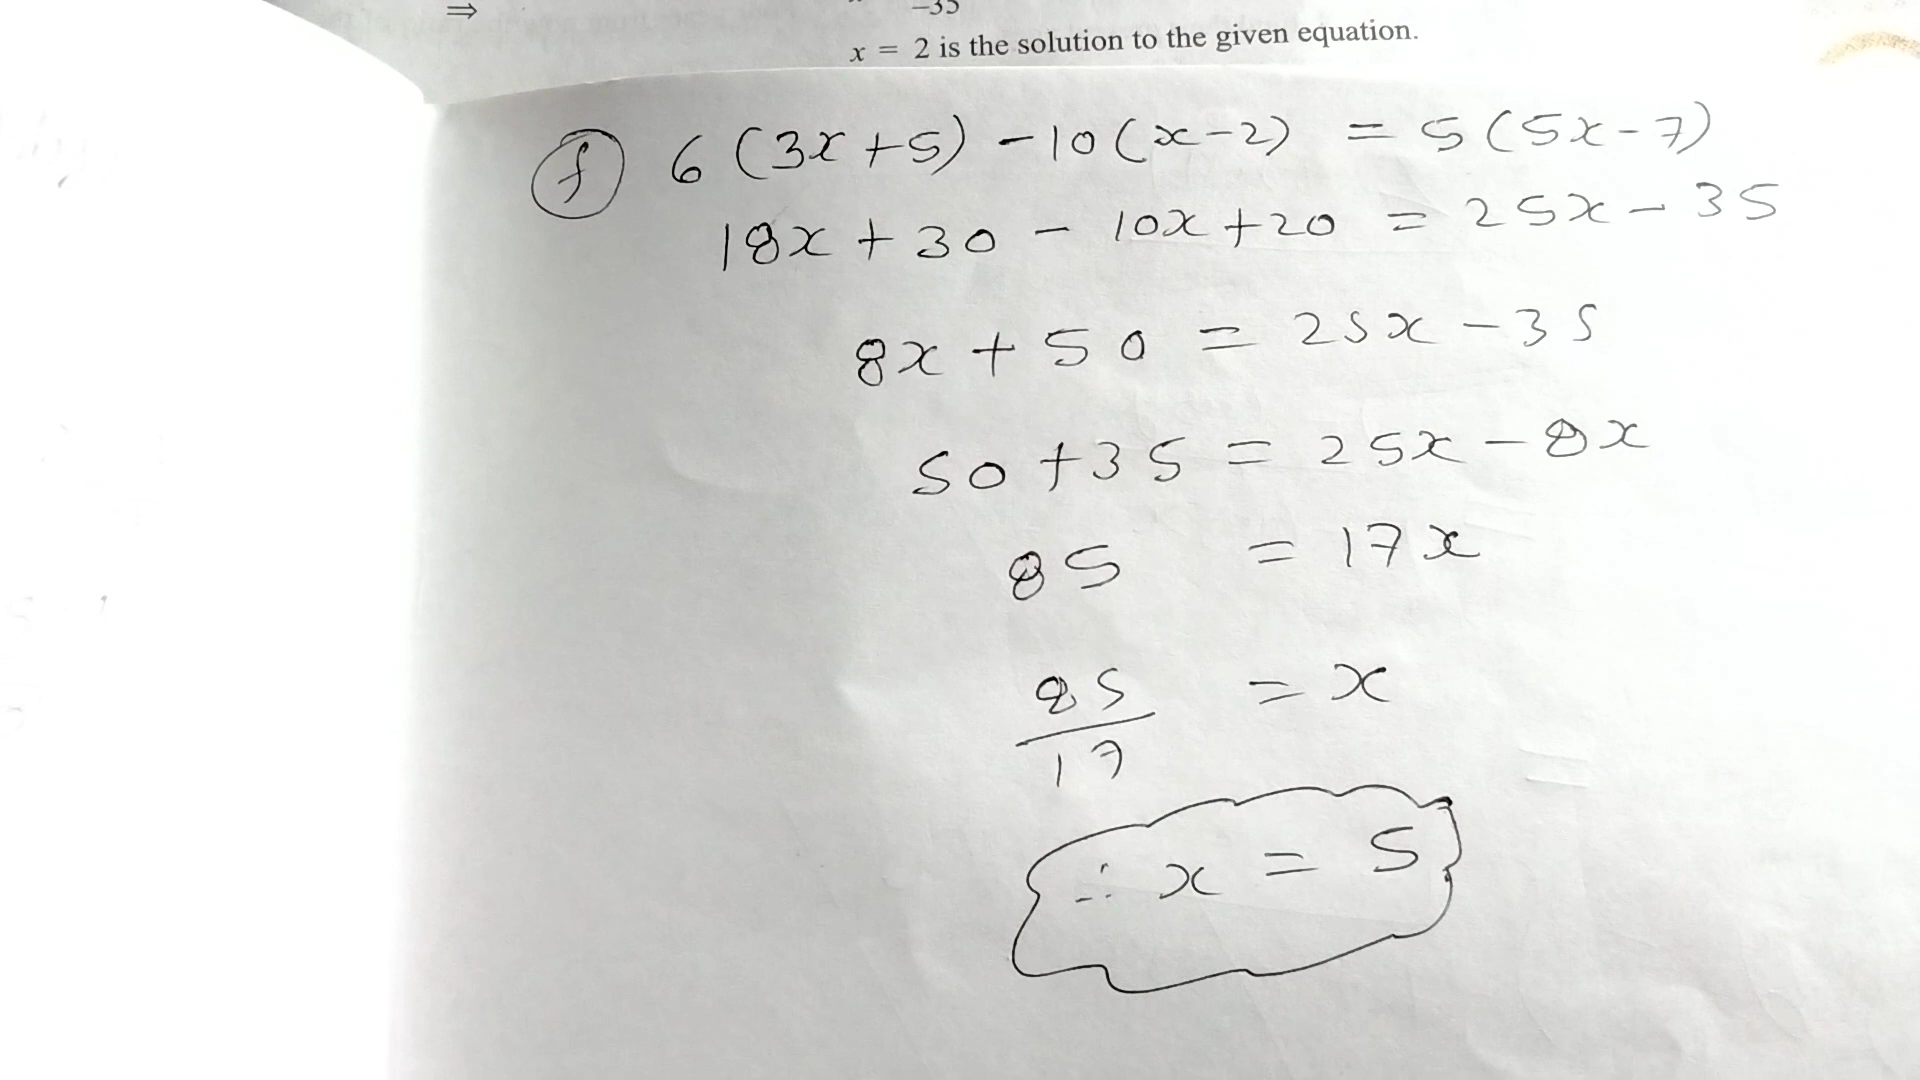 ⇒ -35
x = 2 is the solution to the given equation.
(f) 6 (3x+5) - 10 (x-2) = 5 (5x-7)
18x + 30 - 10x + 20 = 25x - 35
8x + 50 = 25x - 35
50 + 35 = 25x - 8x
85 = 17x
85/17 = x
∴ x = 5